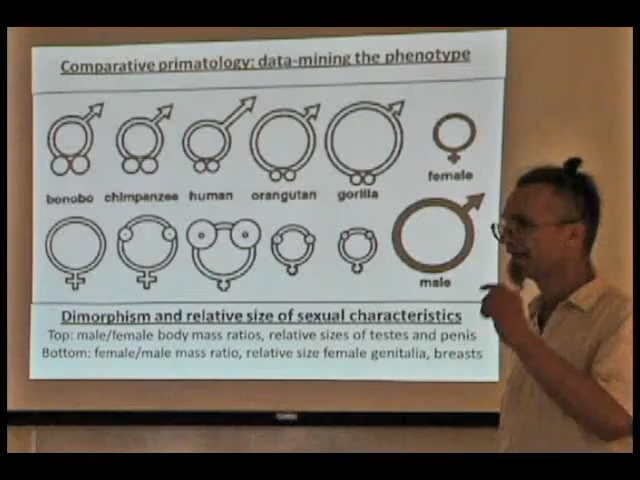 Comparative primatology: data-mining the phenotype
bonobo chimpanzee human orangutan gorilla
female
male
Dimorphism and relative size of sexual characteristics
Top: male/female body mass ratios, relative sizes of testes and penis
Bottom: female/male mass ratio, relative size female genitalia, breasts